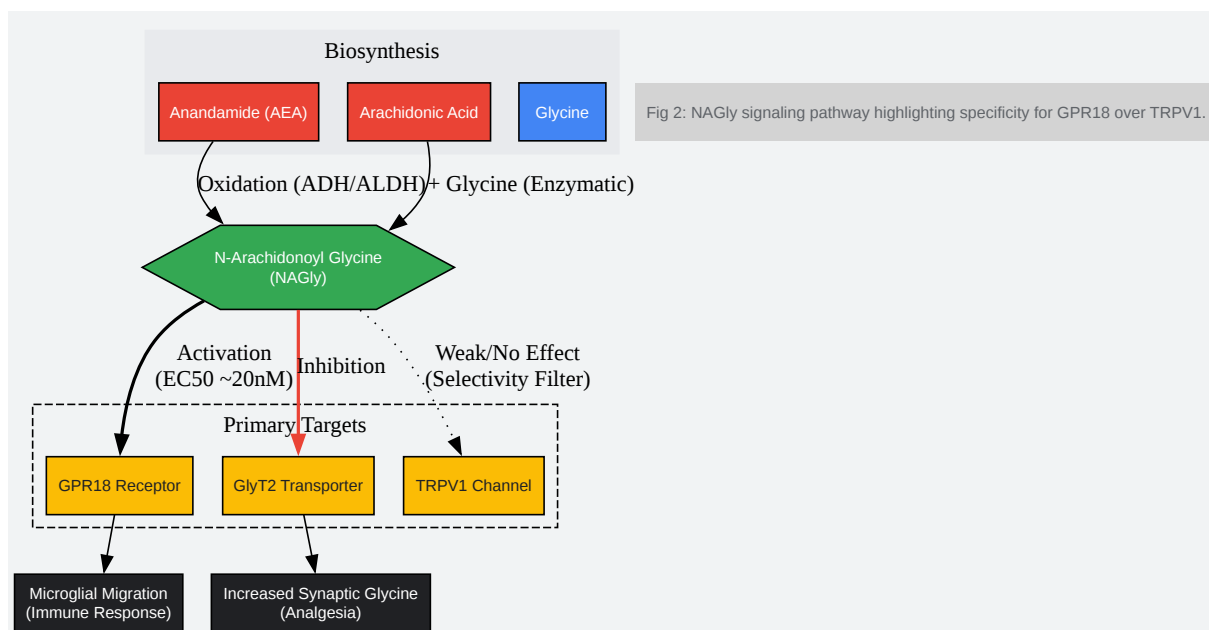 Biosynthesis
Anandamide (AEA)
Arachidonic Acid
Glycine
Fig 2: NAGly signaling pathway highlighting specificity for GPR18 over TRPV1.
Oxidation (ADH/ALDH)
+ Glycine (Enzymatic)
N-Arachidonoyl Glycine
(NAGly)
Activation
(EC50 ~20nM)
Inhibition
Weak/No Effect
(Selectivity Filter)
Primary Targets
GPR18 Receptor
GlyT2 Transporter
TRPV1 Channel
Microglial Migration
(Immune Response)
Increased Synaptic Glycine
(Analgesia)